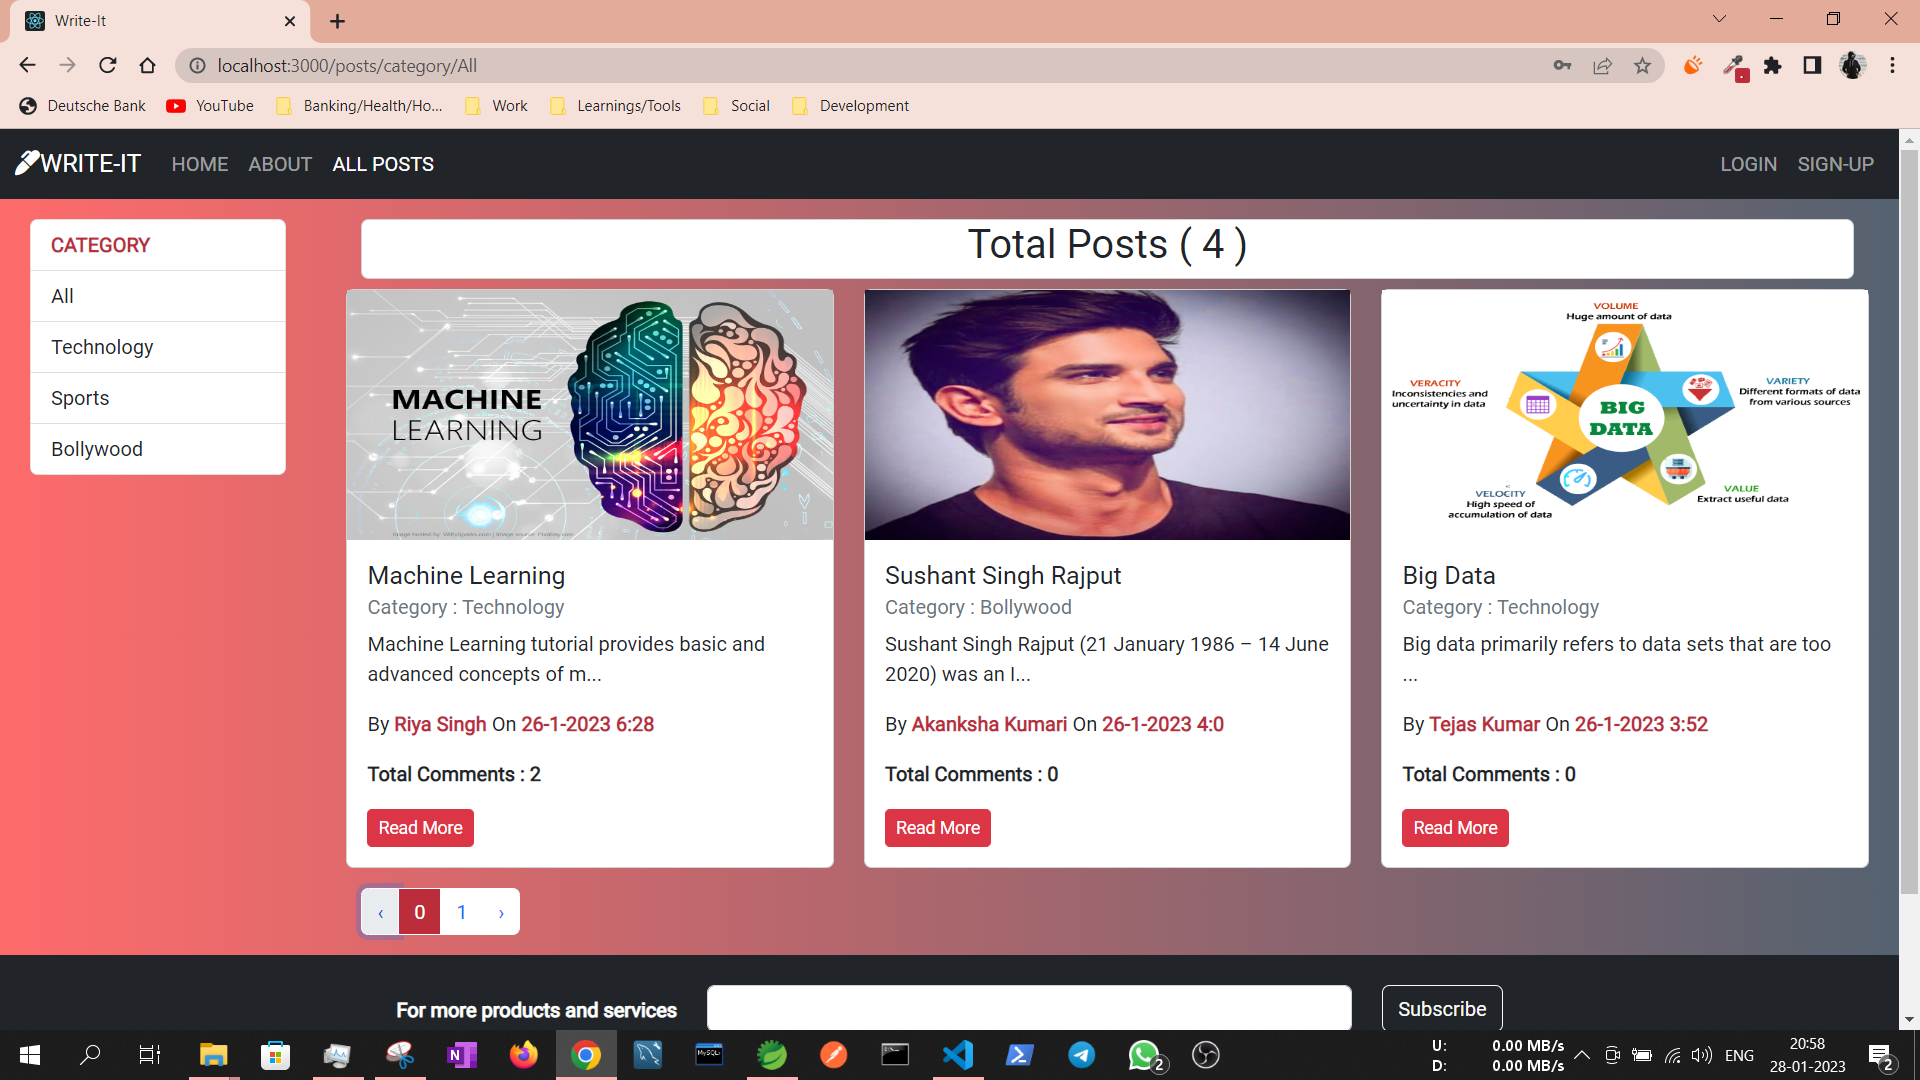 Write-It
localhost:3000/posts/category/All
Deutsche Bank
YouTube
Banking/Health/Ho...
Work
Learnings/Tools
Social
Development
WRITE-IT
HOME
ABOUT
ALL POSTS
LOGIN
SIGN-UP
CATEGORY
All
Technology
Sports
Bollywood
Total Posts ( 4 )
MACHINE
LEARNING
Machine Learning
Category : Technology
Machine Learning tutorial provides basic and
advanced concepts of m...
By Riya Singh On 26-1-2023 6:28
Total Comments : 2
Read More
Sushant Singh Rajput
Category : Bollywood
Sushant Singh Rajput (21 January 1986 – 14 June
2020) was an I...
By Akanksha Kumari On 26-1-2023 4:0
Total Comments : 0
Read More
VOLUME
Huge amount of data
VERACITY
Inconsistencies and
uncertainty in data
VARIETY
Different formats of data
from various sources
BIG
DATA
VELOCITY
High speed of
accumulation of data
VALUE
Extract useful data
Big Data
Category : Technology
Big data primarily refers to data sets that are too
...
By Tejas Kumar On 26-1-2023 3:52
Total Comments : 0
Read More
‹ 0 1 ›
For more products and services
Subscribe
N
MySQL
2
U: 0.00 MB/s
D: 0.00 MB/s
ENG
20:58
28-01-2023
2